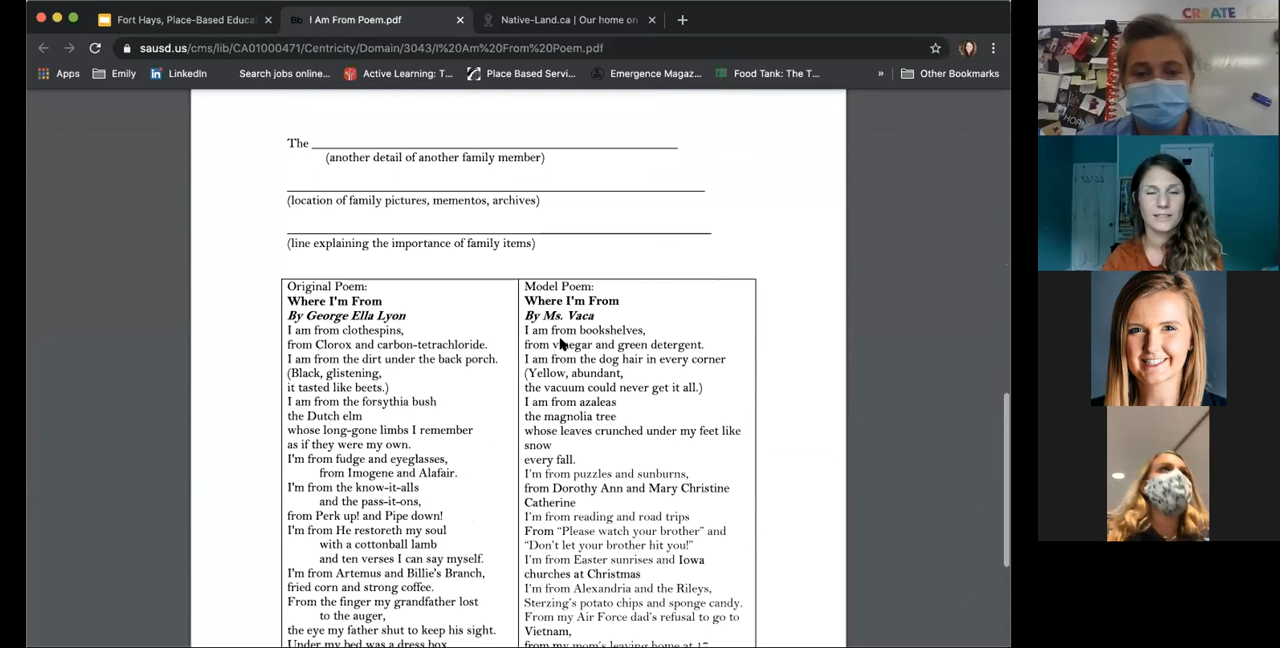 Fort Hays, Place-Based Educa
I Am From Poem.pdf
Native-Land.ca | Our home on
sausd.us/cms/lib/CA01000471/Centricity/Domain/3043/I%20Am%20From%20Poem.pdf
Apps
Emily
LinkedIn
Search jobs online...
Active Learning: T...
Place Based Servi...
Emergence Magaz...
Food Tank: The T...
»
Other Bookmarks
The
(another detail of another family member)
(location of family pictures, mementos, archives)
(line explaining the importance of family items)
Original Poem:
Where I'm From
By George Ella Lyon
I am from clothespins,
from Clorox and carbon-tetrachloride.
I am from the dirt under the back porch.
(Black, glistening,
it tasted like beets.)
I am from the forsythia bush
the Dutch elm
whose long-gone limbs I remember
as if they were my own.
I'm from fudge and eyeglasses,
from Imogene and Alafair.
I'm from the know-it-alls
and the pass-it-ons,
from Perk up! and Pipe down!
I'm from He restoreth my soul
with a cottonball lamb
and ten verses I can say myself.
I'm from Artemus and Billie's Branch,
fried corn and strong coffee.
From the finger my grandfather lost
to the auger,
the eye my father shut to keep his sight.
Under my bed was a dress box
Model Poem:
Where I'm From
By Ms. Vaca
I am from bookshelves,
from vinegar and green detergent.
I am from the dog hair in every corner
(Yellow, abundant,
the vacuum could never get it all.)
I am from azaleas
the magnolia tree
whose leaves crunched under my feet like
snow
every fall.
I'm from puzzles and sunburns,
from Dorothy Ann and Mary Christine
Catherine
I'm from reading and road trips
From “Please watch your brother” and
“Don't let your brother hit you!”
I'm from Easter sunrises and Iowa
churches at Christmas
I'm from Alexandria and the Rileys,
Sterzing's potato chips and sponge candy.
From my Air Force dad's refusal to go to
Vietnam,
from my mom's leaving home at 17
CREATE